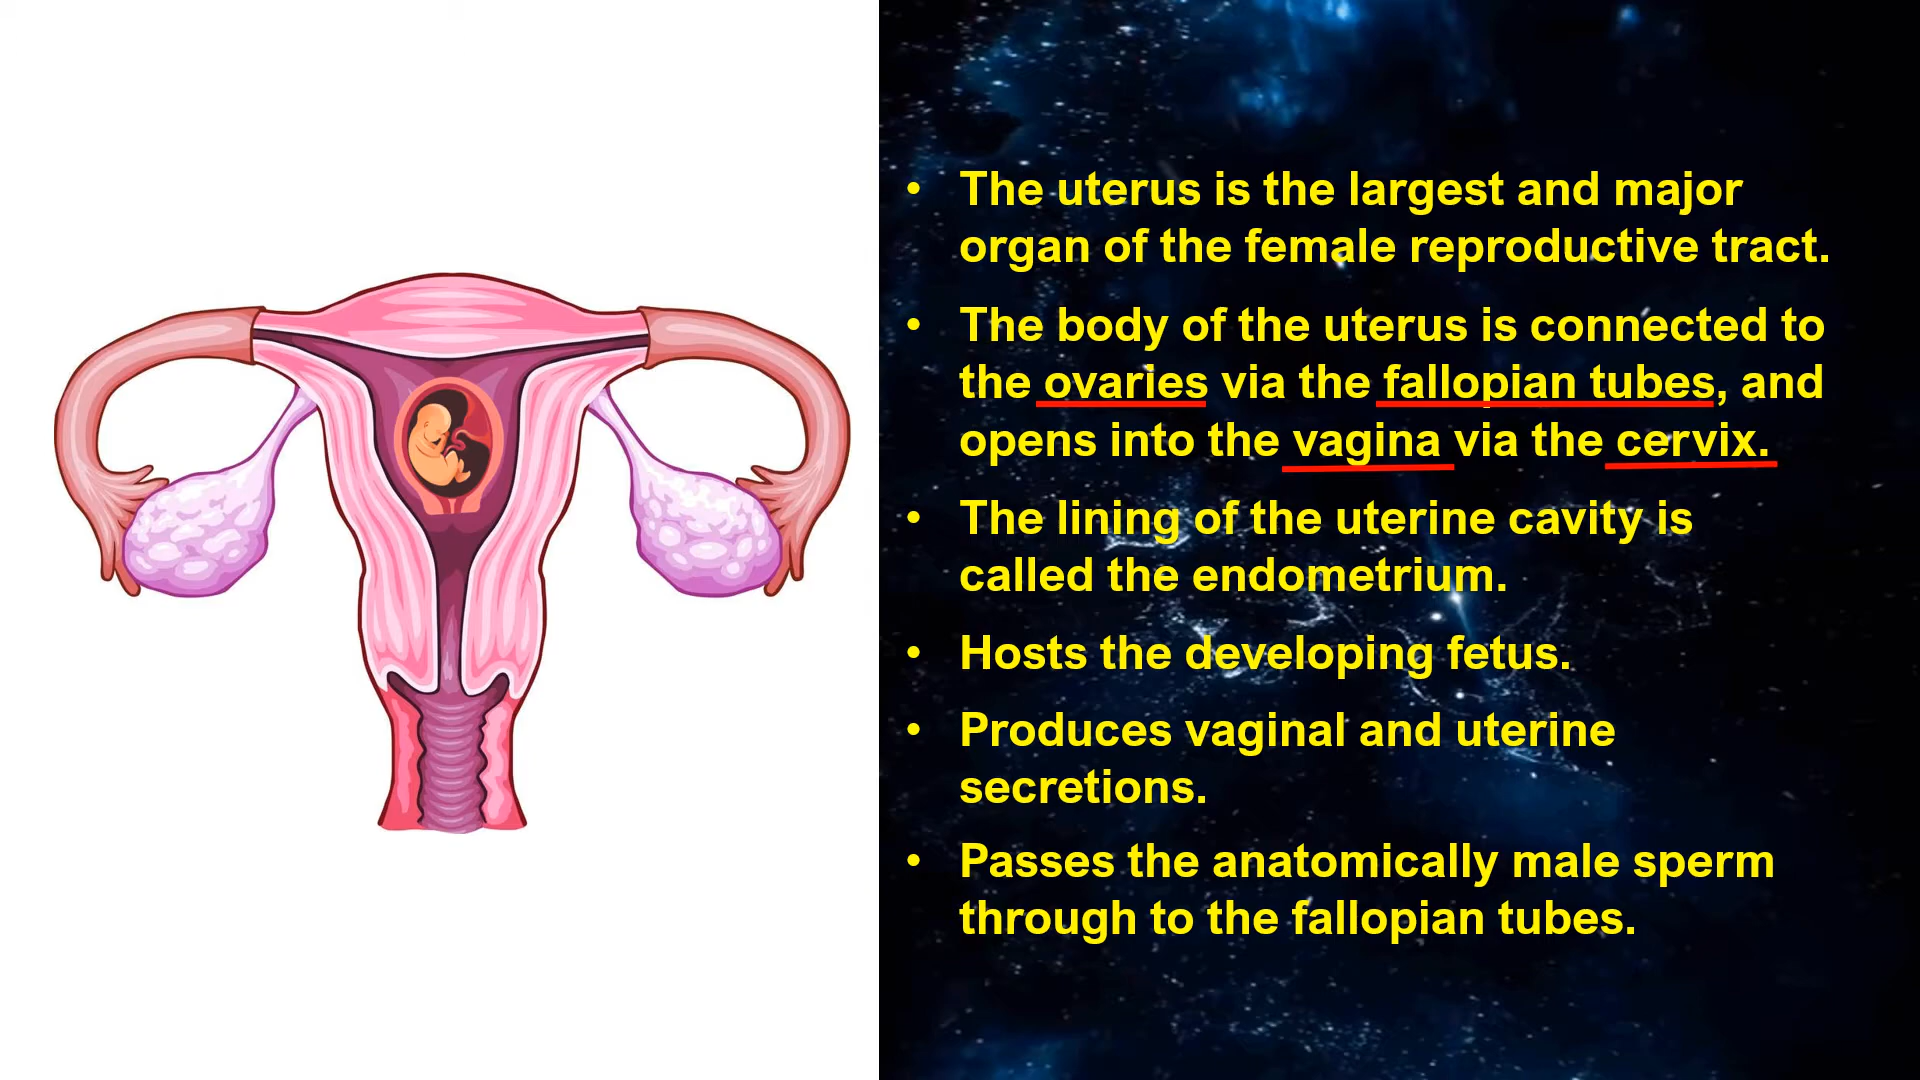 • The uterus is the largest and major
organ of the female reproductive tract.
• The body of the uterus is connected to
the ovaries via the fallopian tubes, and
opens into the vagina via the cervix.
• The lining of the uterine cavity is
called the endometrium.
• Hosts the developing fetus.
• Produces vaginal and uterine
secretions.
• Passes the anatomically male sperm
through to the fallopian tubes.